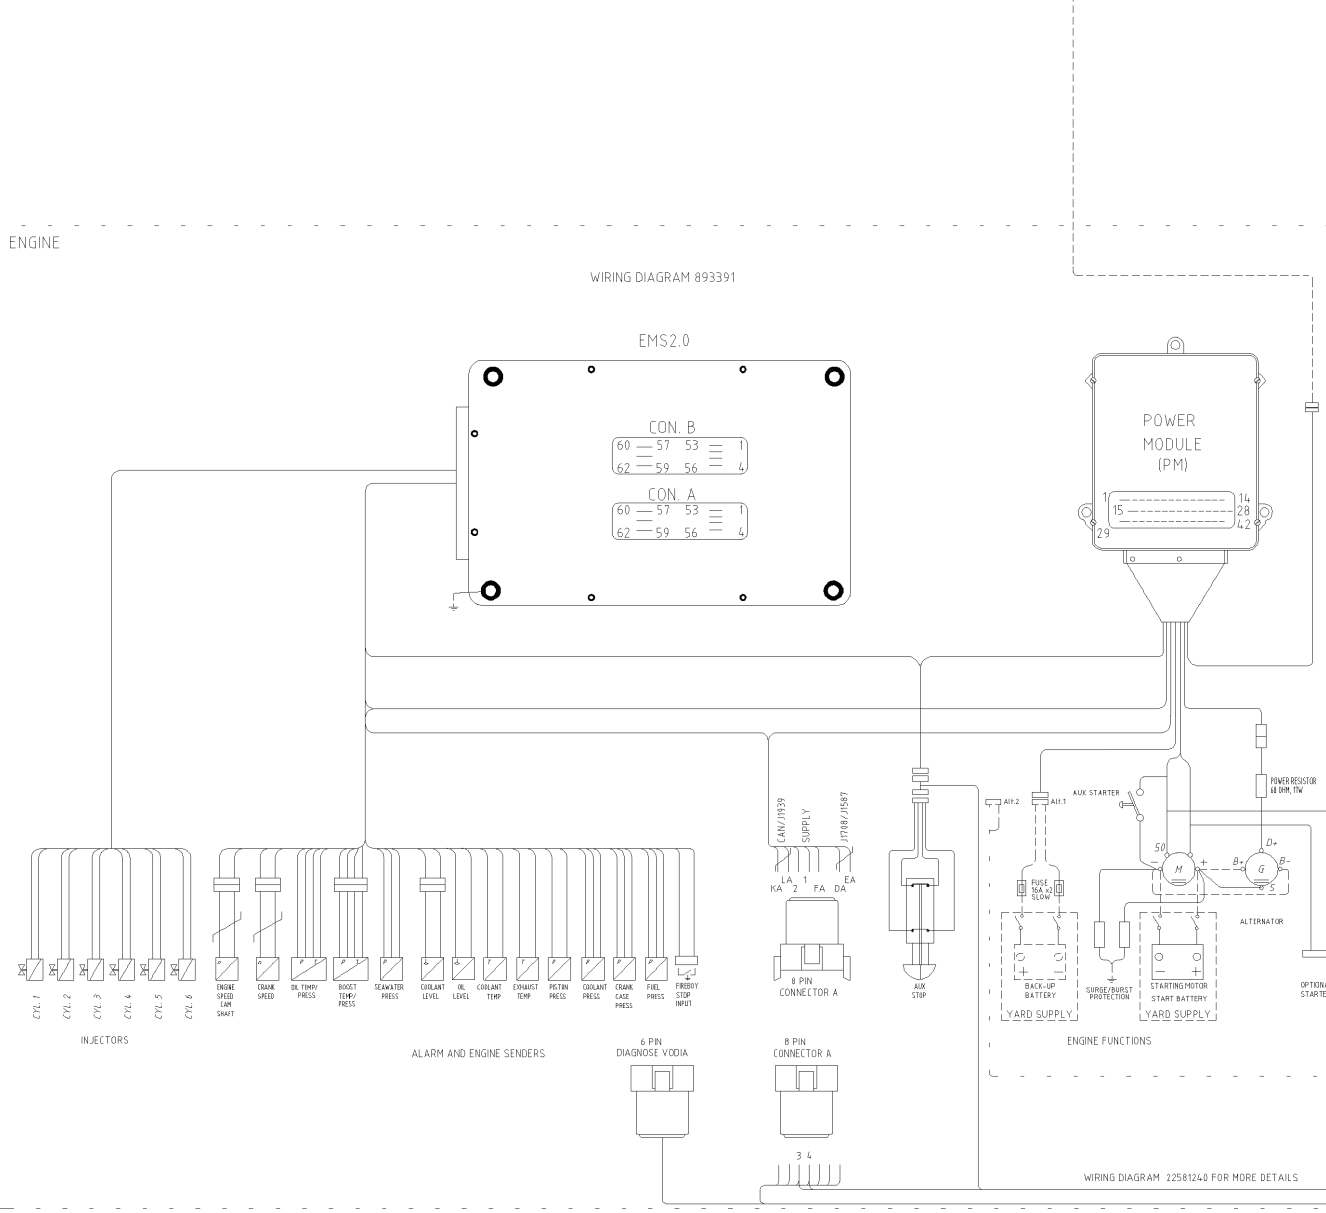 ENGINE
WIRING DIAGRAM 893391
EMS2.0
CON. B
60 57 53 1
62 59 56 4
CON. A
60 57 53 1
62 59 56 4
POWER
MODULE
(PM)
1 14
15 28
29 42
CAN/J1939
SUPPLY
J1708/J1587
LA 1 EA
KA 2 FA DA
8 PIN
CONNECTOR A
AUX
STOP
Alt.2
Alt.1
AUX STARTER
POWER RESISTOR
68 OHM, 17W
FUSE
16A x2
SLOW
50
- M +
D+
B+ G B-
S
ALTERNATOR
BACK-UP
BATTERY
YARD SUPPLY
SURGE/BURST
PROTECTION
STARTING MOTOR
START BATTERY
YARD SUPPLY
OPTIONA
STARTE
ENGINE FUNCTIONS
CYL.1
CYL.2
CYL.3
CYL.4
CYL.5
CYL.6
INJECTORS
ENGINE
SPEED
CAM
SHAFT
CRANK
SPEED
OIL TEMP/
PRESS
BOOST
TEMP/
PRESS
SEAWATER
PRESS
COOLANT
LEVEL
OIL
LEVEL
COOLANT
TEMP
EXHAUST
TEMP
PISTON
PRESS
COOLANT
PRESS
CRANK
CASE
PRESS
FUEL
PRESS
FIREBOY
STOP
INPUT
ALARM AND ENGINE SENDERS
6 PIN
DIAGNOSE VODIA
8 PIN
CONNECTOR A
3 4
WIRING DIAGRAM 22581240 FOR MORE DETAILS